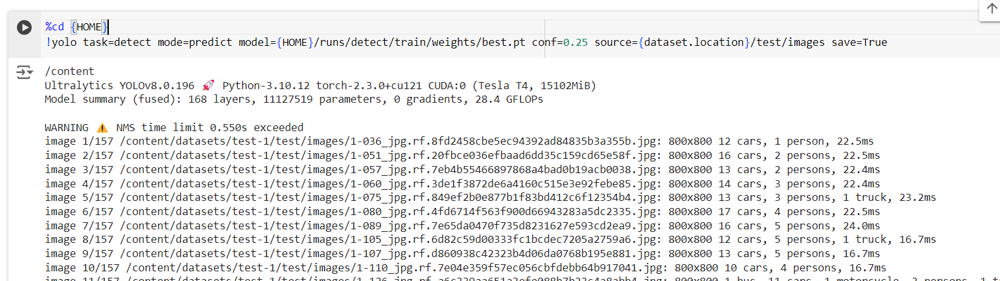 %cd {HOME}
!yolo task=detect mode=predict model={HOME}/runs/detect/train/weights/best.pt conf=0.25 source={dataset.location}/test/images save=True
/content
Ultralytics YOLOv8.0.196 🚀 Python-3.10.12 torch-2.3.0+cu121 CUDA:0 (Tesla T4, 15102MiB)
Model summary (fused): 168 layers, 11127519 parameters, 0 gradients, 28.4 GFLOPs
WARNING ⚠️ NMS time limit 0.550s exceeded
image 1/157 /content/datasets/test-1/test/images/1-036_jpg.rf.8fd2458cbe5ec94392ad84835b3a355b.jpg: 800x800 12 cars, 1 person, 22.5ms
image 2/157 /content/datasets/test-1/test/images/1-051_jpg.rf.20fbce036efbaad6dd35c159cd65e58f.jpg: 800x800 16 cars, 2 persons, 22.5ms
image 3/157 /content/datasets/test-1/test/images/1-057_jpg.rf.7eb4b55466897868a4bad0b19acb0038.jpg: 800x800 13 cars, 2 persons, 22.4ms
image 4/157 /content/datasets/test-1/test/images/1-060_jpg.rf.3de1f3872de6a4160c515e3e92febe85.jpg: 800x800 14 cars, 3 persons, 22.4ms
image 5/157 /content/datasets/test-1/test/images/1-075_jpg.rf.849ef2b0e877b1f83bd412c6f12354b4.jpg: 800x800 13 cars, 3 persons, 1 truck, 23.2ms
image 6/157 /content/datasets/test-1/test/images/1-080_jpg.rf.4fd6714f563f900d66943283a5dc2335.jpg: 800x800 17 cars, 4 persons, 22.5ms
image 7/157 /content/datasets/test-1/test/images/1-089_jpg.rf.7e65da0470f735d8231627e593cd2ea9.jpg: 800x800 16 cars, 5 persons, 24.0ms
image 8/157 /content/datasets/test-1/test/images/1-105_jpg.rf.6d82c59d00333fc1bcdec7205a2759a6.jpg: 800x800 12 cars, 5 persons, 1 truck, 16.7ms
image 9/157 /content/datasets/test-1/test/images/1-107_jpg.rf.d860938c42323b4d06da0768b195e881.jpg: 800x800 13 cars, 5 persons, 16.7ms
image 10/157 /content/datasets/test-1/test/images/1-110_jpg.rf.7e04e359f57ec056cbfdebb64b917041.jpg: 800x800 10 cars, 4 persons, 16.7ms
image 11/157 /content/datasets/test-1/test/images/